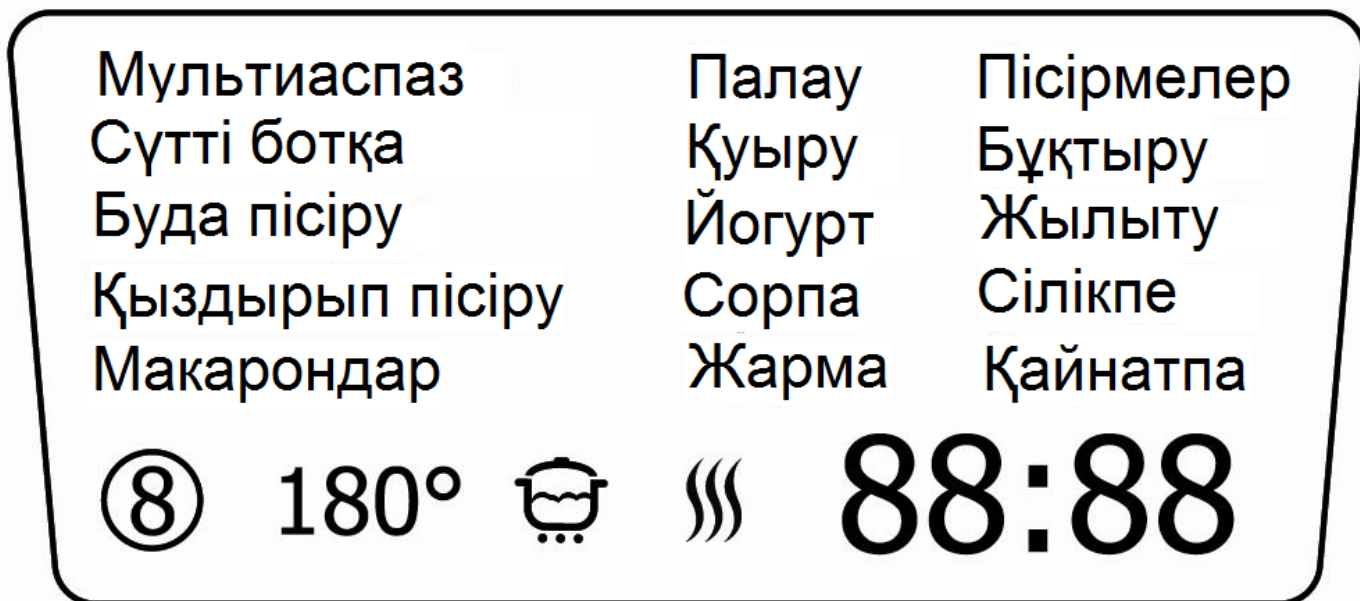 Мультиаспаз Палау Пісірмелер
Сүтті ботқа Қуыру Бұқтыру
Буда пісіру Йогурт Жылыту
Қыздырып пісіру Сорпа Сілікпе
Макарондар Жарма Қайнатпа
8 180° 88:88